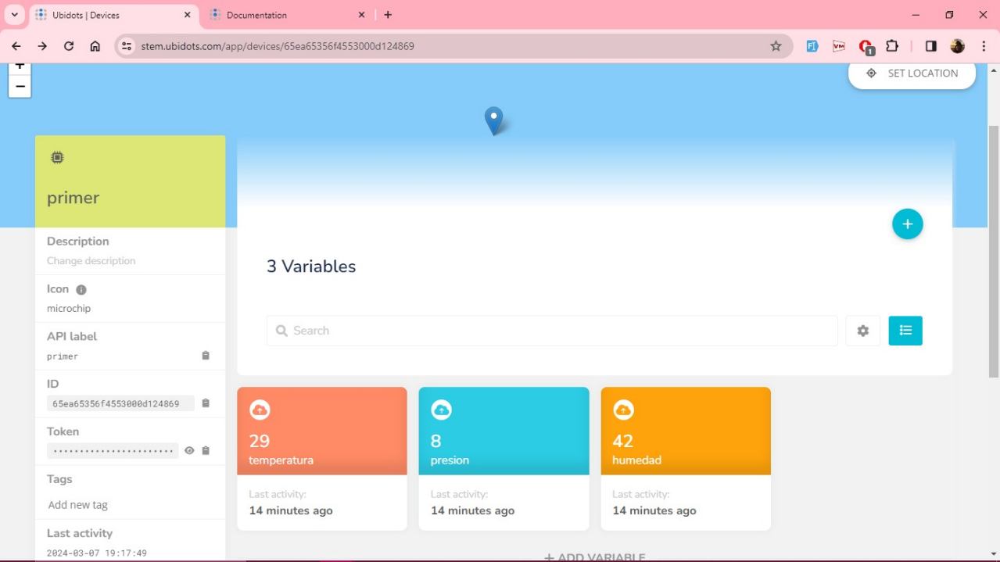 Ubidots | Devices
Documentation
stem.ubidots.com/app/devices/65ea65356f4553000d124869
1
SET LOCATION
primer
Description
Change description
Icon
microchip
API label
primer
ID
65ea65356f4553000d124869
Token
Tags
Add new tag
Last activity
2024-03-07 19:17:49
3 Variables
Search
29
temperatura
Last activity:
14 minutes ago
8
presion
Last activity:
14 minutes ago
42
humedad
Last activity:
14 minutes ago
+ ADD VARIABLE